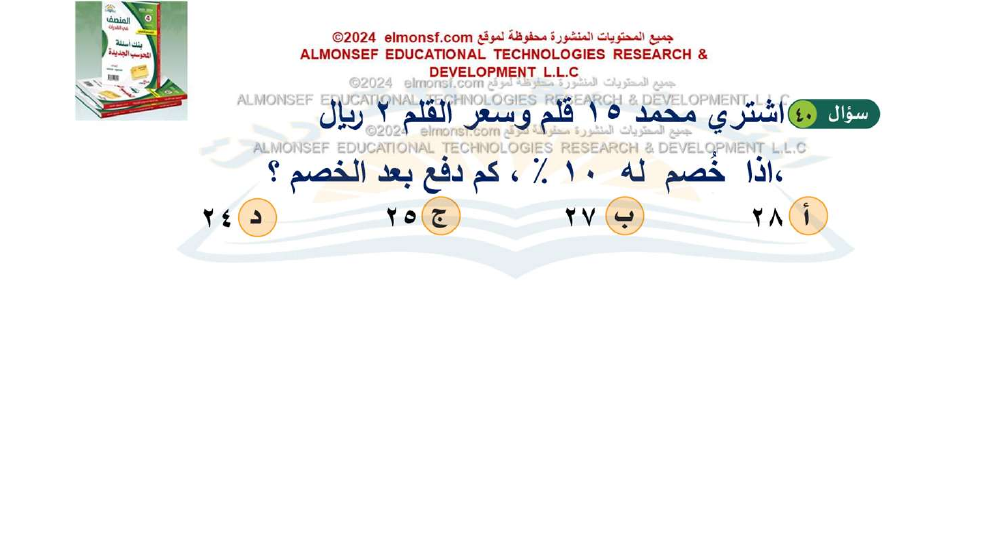 جميع المحتويات المنشورة محفوظة لموقع elmonsf.com ©2024
ALMONSEF EDUCATIONAL TECHNOLOGIES RESEARCH &
DEVELOPMENT L.L.C
جميع المحتويات المنشورة محفوظة لموقع elmonsf.com ©2024
ALMONSEF EDUCATIONAL TECHNOLOGIES RESEARCH & DEVELOPMENT L.L.C
سؤال ٤٠ اشتري محمد ١٥ قلم وسعر القلم ٢ ريال
جميع المحتويات المنشورة محفوظة لموقع elmonsf.com ©2024
ALMONSEF EDUCATIONAL TECHNOLOGIES RESEARCH & DEVELOPMENT L.L.C
،اذا خُصم له ١٠ ٪ ، كم دفع بعد الخصم ؟
أ ٢٨ ب ٢٧ ج ٢٥ د ٢٤
المنصف
بنك أسئلة
المحوسب الجديدة